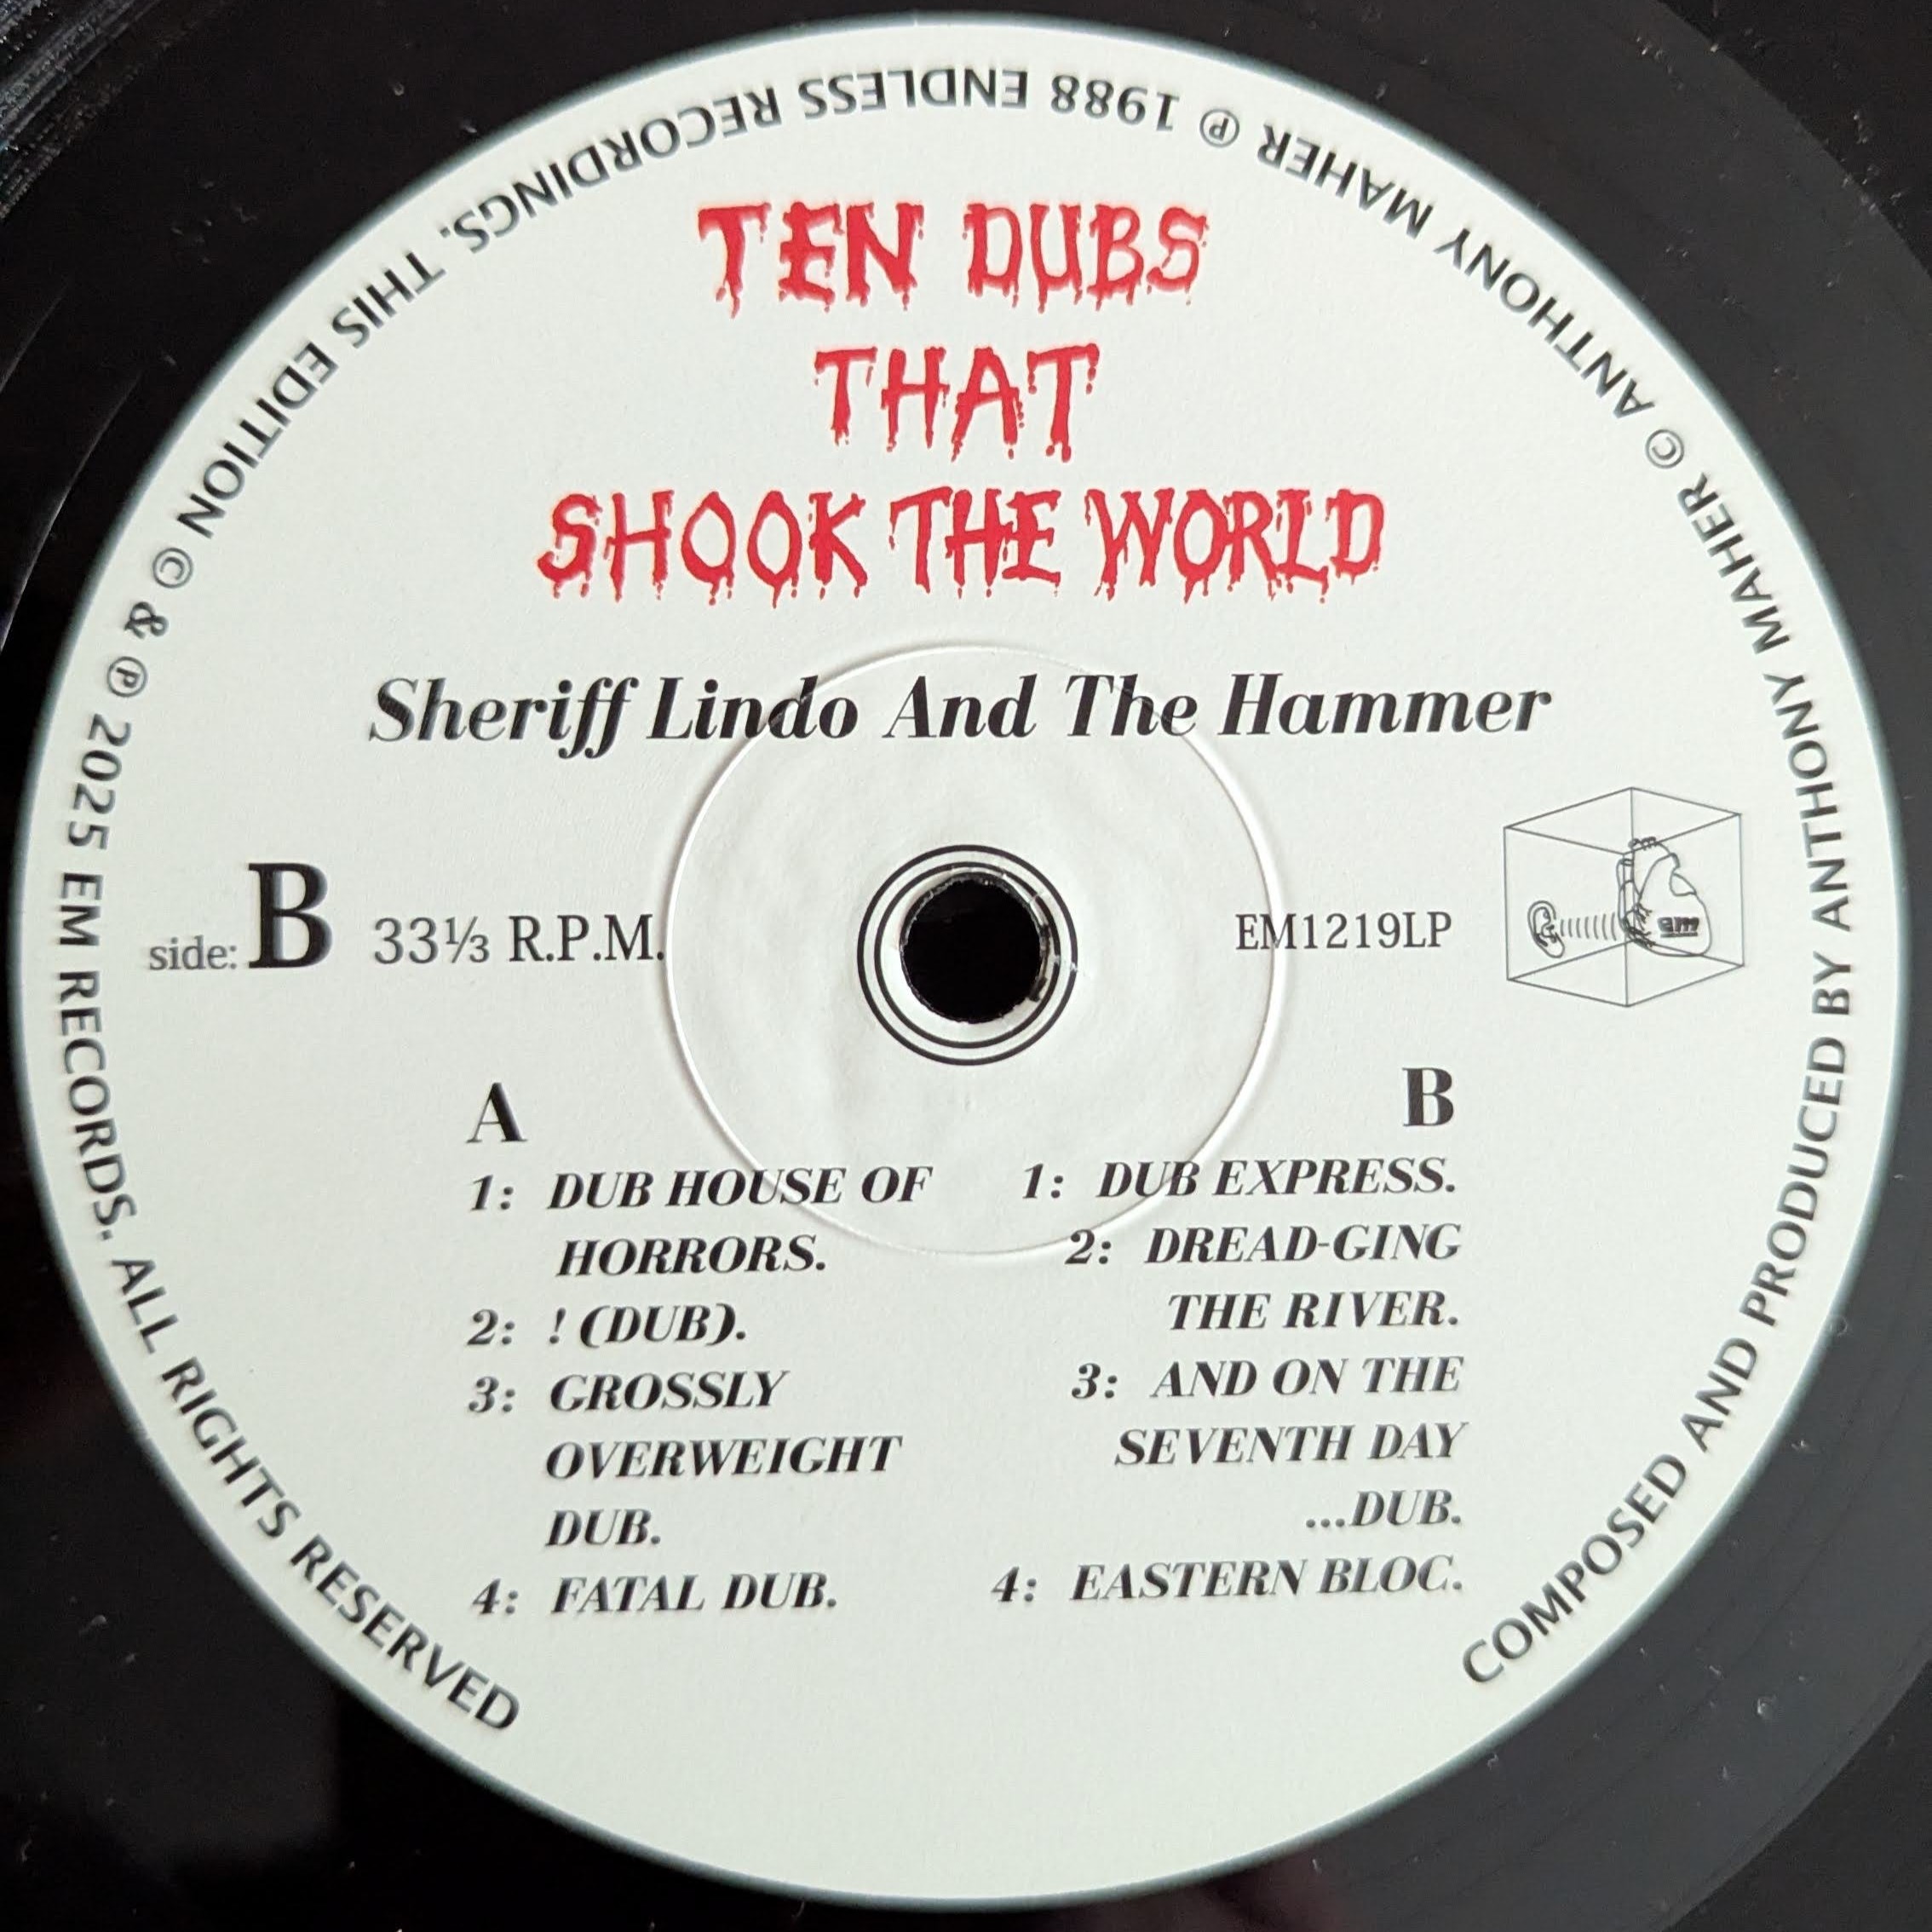 TEN DUBS
THAT
SHOOK THE WORLD
Sheriff Lindo And The Hammer
side: B 33⅓ R.P.M.
EM1219LP
em
A
1: DUB HOUSE OF
HORRORS.
2: ! (DUB).
3: GROSSLY
OVERWEIGHT
DUB.
4: FATAL DUB.
B
1: DUB EXPRESS.
2: DREAD-GING
THE RIVER.
3: AND ON THE
SEVENTH DAY
...DUB.
4: EASTERN BLOC.
COMPOSED AND PRODUCED BY ANTHONY MAHER © ANTHONY MAHER ℗ 1988 ENDLESS RECORDINGS. THIS EDITION © & ℗ 2025 EM RECORDS. ALL RIGHTS RESERVED